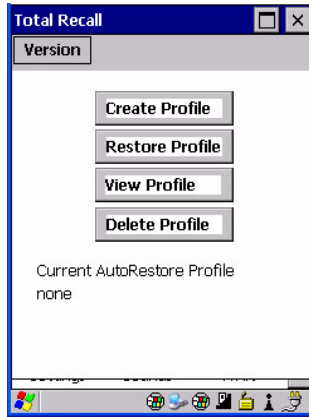 Total Recall
Version
Create Profile
Restore Profile
View Profile
Delete Profile
Current AutoRestore Profile
none